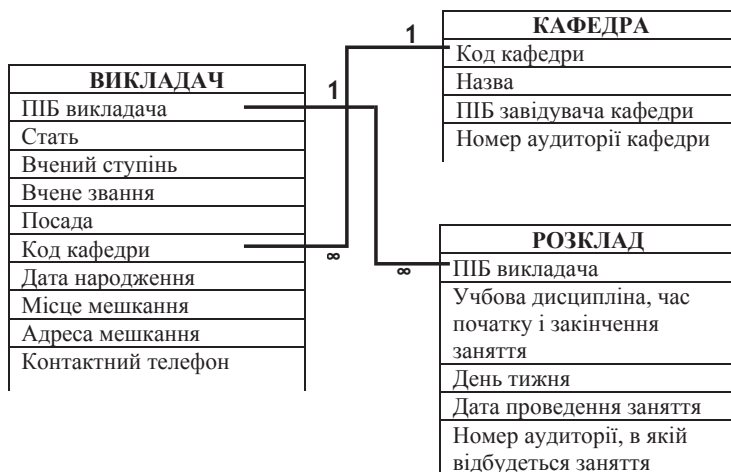 ВИКЛАДАЧ
ПІБ викладача
Стать
Вчений ступінь
Вчене звання
Посада
Код кафедри
Дата народження
Місце мешкання
Адреса мешкання
Контактний телефон
1
1
∞
∞
КАФЕДРА
Код кафедри
Назва
ПІБ завідувача кафедри
Номер аудиторії кафедри
РОЗКЛАД
ПІБ викладача
Учбова дисципліна, час
початку і закінчення
заняття
День тижня
Дата проведення заняття
Номер аудиторії, в якій
відбудеться заняття